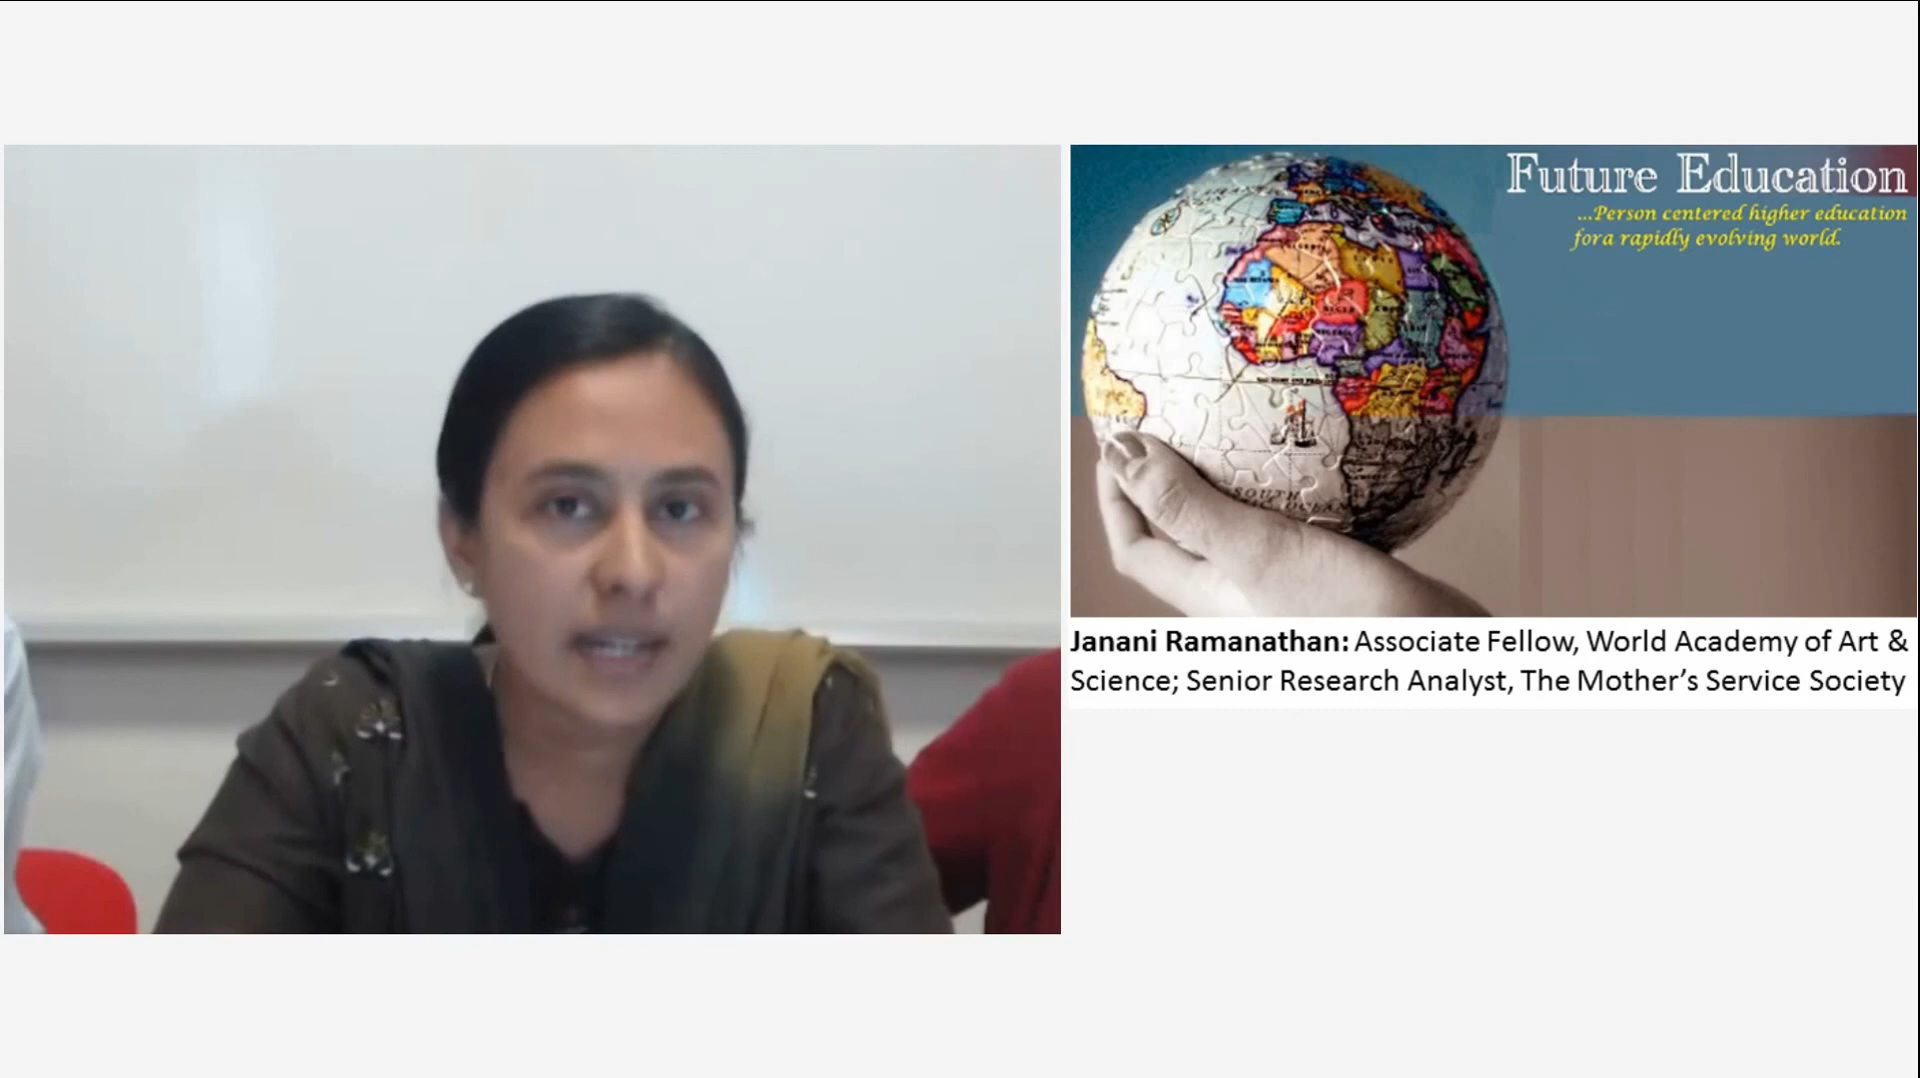 Future Education
...Person centered higher education
fora rapidly evolving world.
SOUTH
Janani Ramanathan: Associate Fellow, World Academy of Art &
Science; Senior Research Analyst, The Mother's Service Society